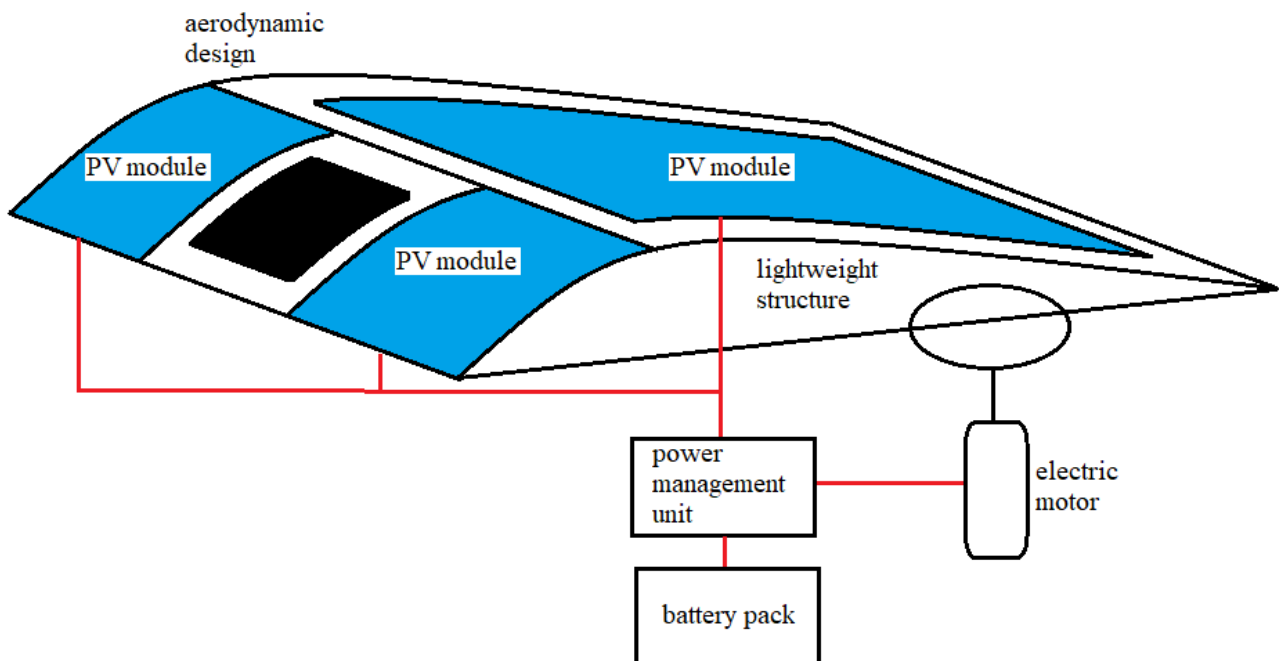 aerodynamic
design
PV module
PV module
PV module
lightweight
structure
power
management
unit
electric
motor
battery pack